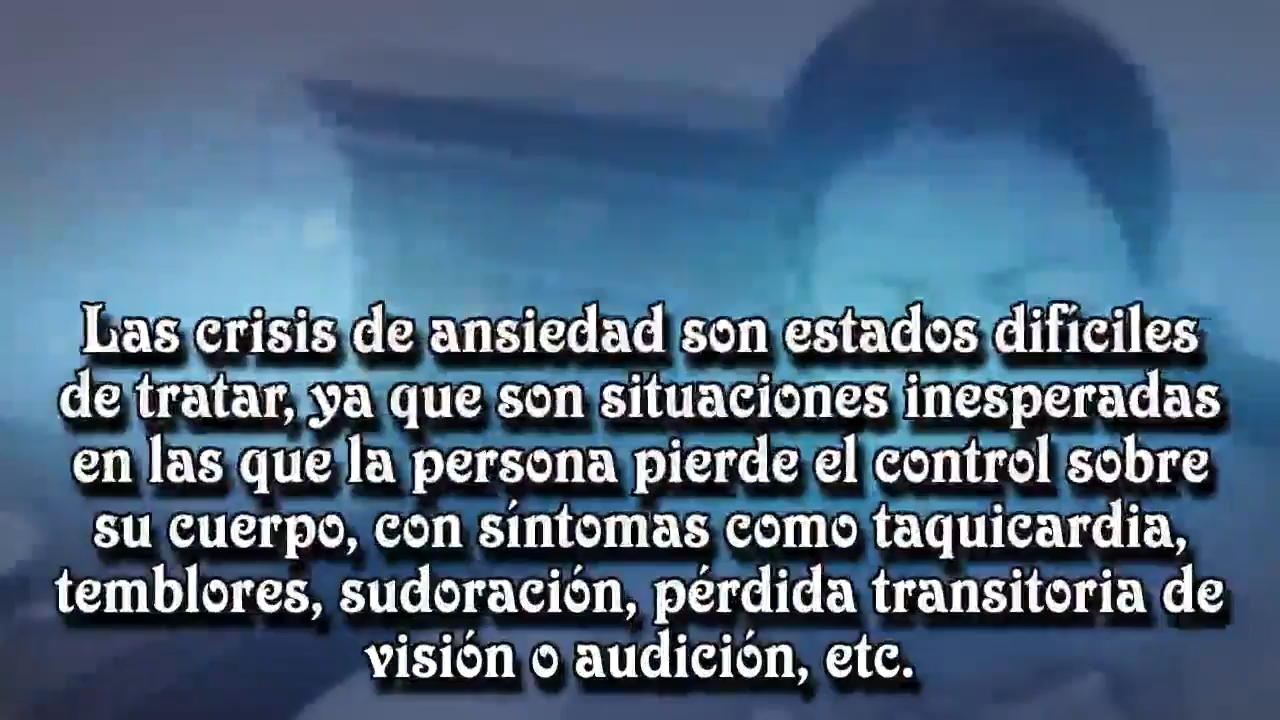 Las crisis de ansiedad son estados difíciles
de tratar, ya que son situaciones inesperadas
en las que la persona pierde el control sobre
su cuerpo, con síntomas como taquicardia,
temblores, sudoración, pérdida transitoria de
visión o audición, etc.